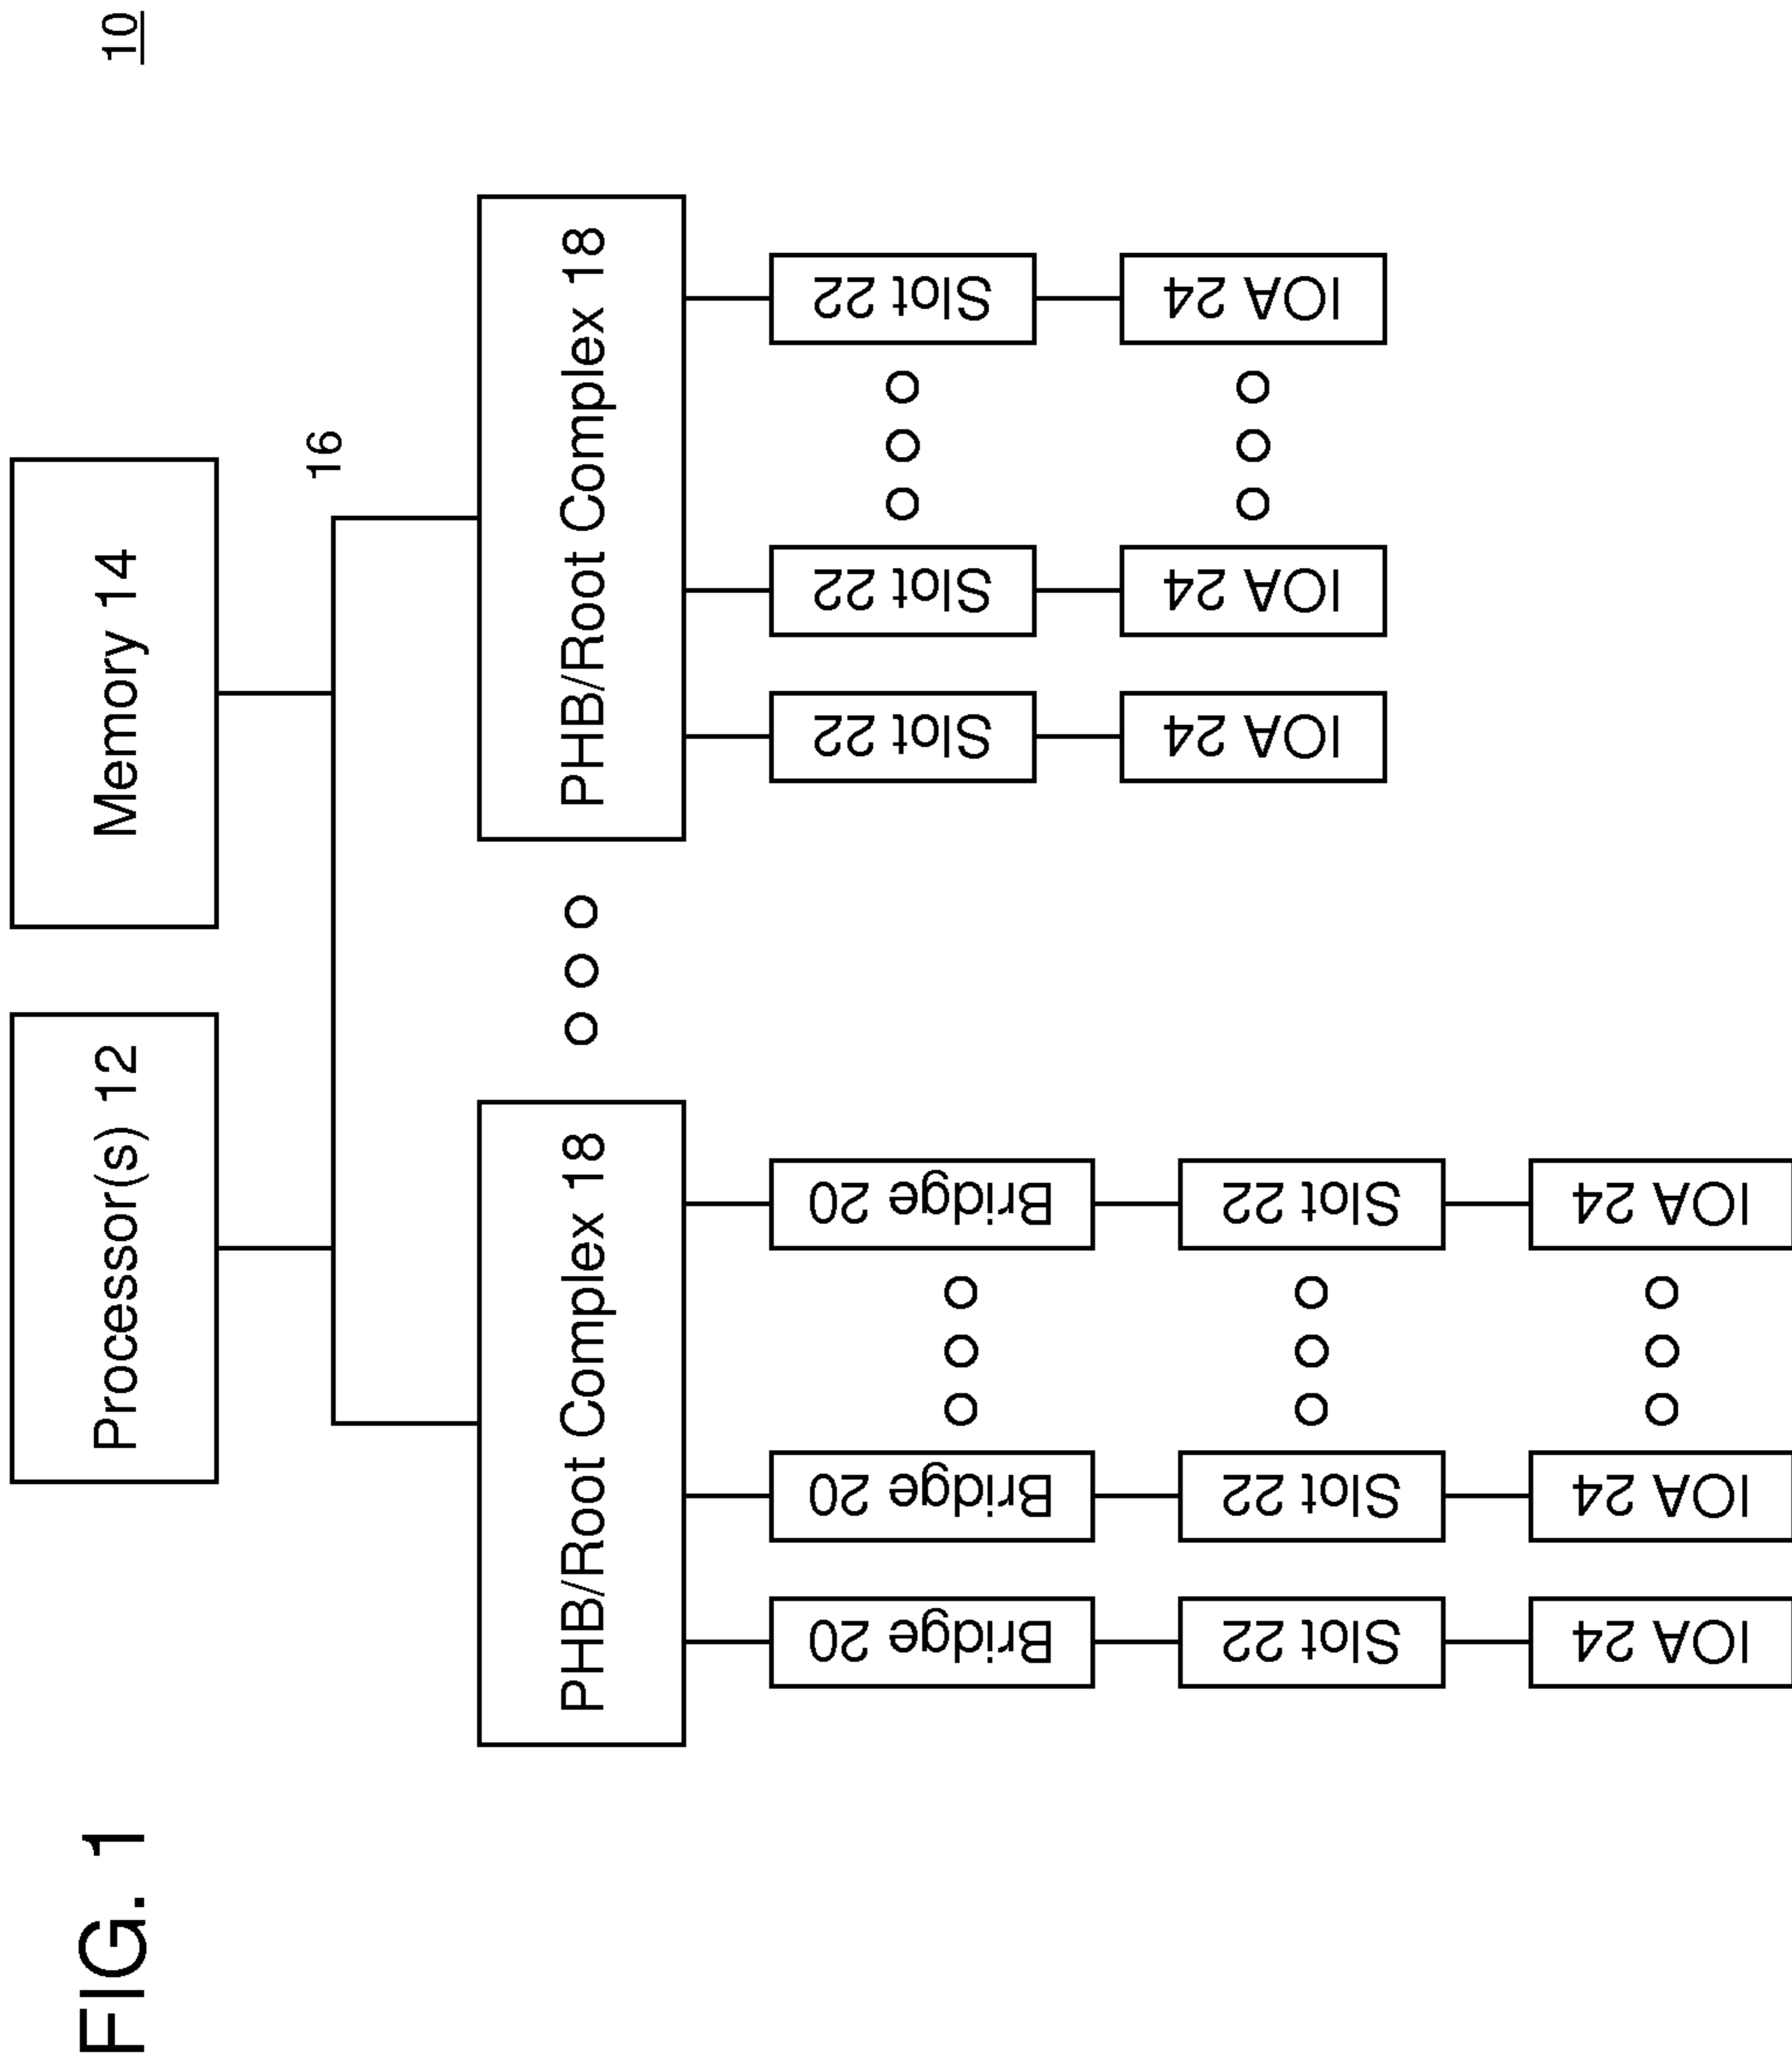 10
Processor(s) 12
Memory 14
16
PHB/Root Complex 18
PHB/Root Complex 18
Bridge 20
Bridge 20
Bridge 20
Slot 22
Slot 22
Slot 22
Slot 22
Slot 22
Slot 22
IOA 24
IOA 24
IOA 24
IOA 24
IOA 24
IOA 24
FIG. 1